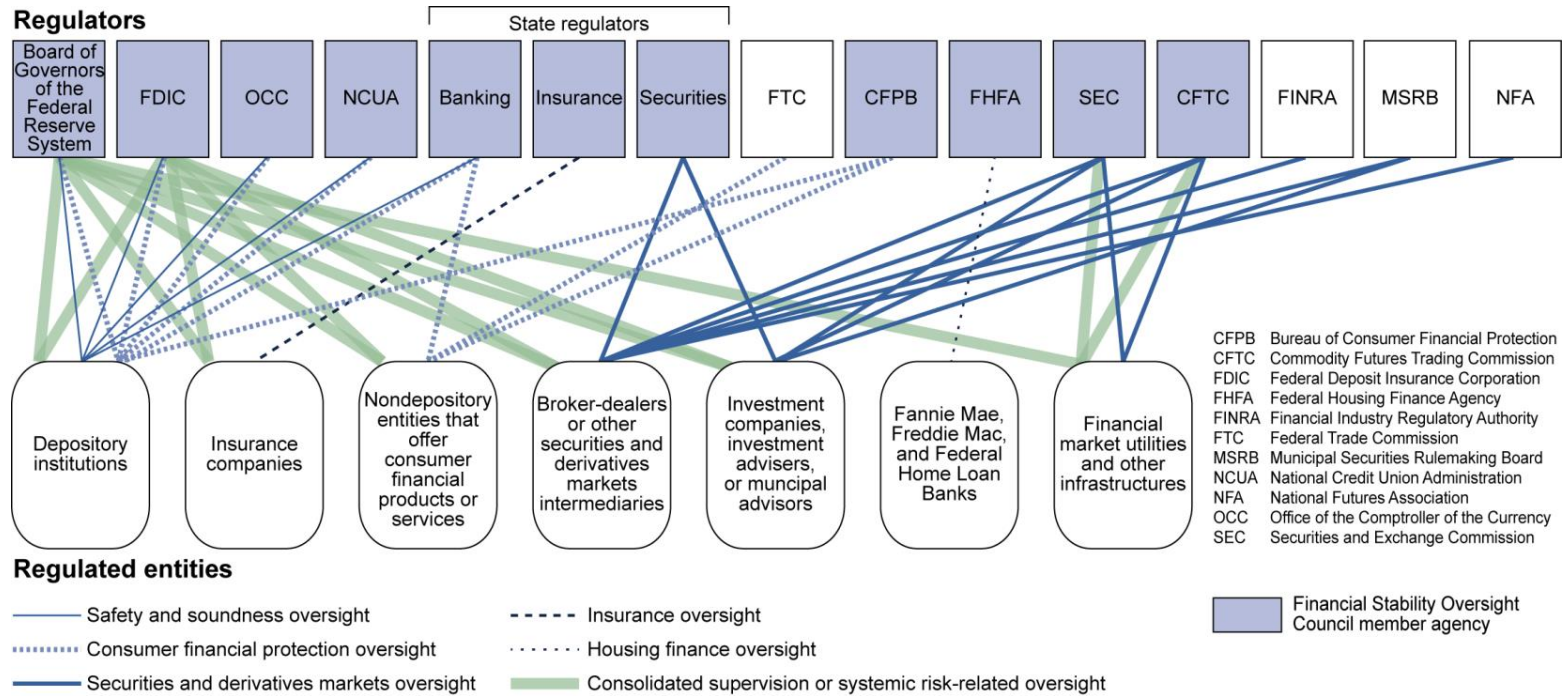 Regulators
State regulators
Board of
Governors
of the
Federal
Reserve
System
FDIC
OCC
NCUA
Banking
Insurance
Securities
FTC
CFPB
FHFA
SEC
CFTC
FINRA
MSRB
NFA
Depository
institutions
Insurance
companies
Nondepository
entities that
offer
consumer
financial
products or
services
Broker-dealers
or other
securities and
derivatives
markets
intermediaries
Investment
companies,
investment
advisers,
or muncipal
advisors
Fannie Mae,
Freddie Mac,
and Federal
Home Loan
Banks
Financial
market utilities
and other
infrastructures
CFPB Bureau of Consumer Financial Protection
CFTC Commodity Futures Trading Commission
FDIC Federal Deposit Insurance Corporation
FHFA Federal Housing Finance Agency
FINRA Financial Industry Regulatory Authority
FTC Federal Trade Commission
MSRB Municipal Securities Rulemaking Board
NCUA National Credit Union Administration
NFA National Futures Association
OCC Office of the Comptroller of the Currency
SEC Securities and Exchange Commission
Regulated entities
Safety and soundness oversight
Consumer financial protection oversight
Securities and derivatives markets oversight
Insurance oversight
Housing finance oversight
Consolidated supervision or systemic risk-related oversight
Financial Stability Oversight
Council member agency